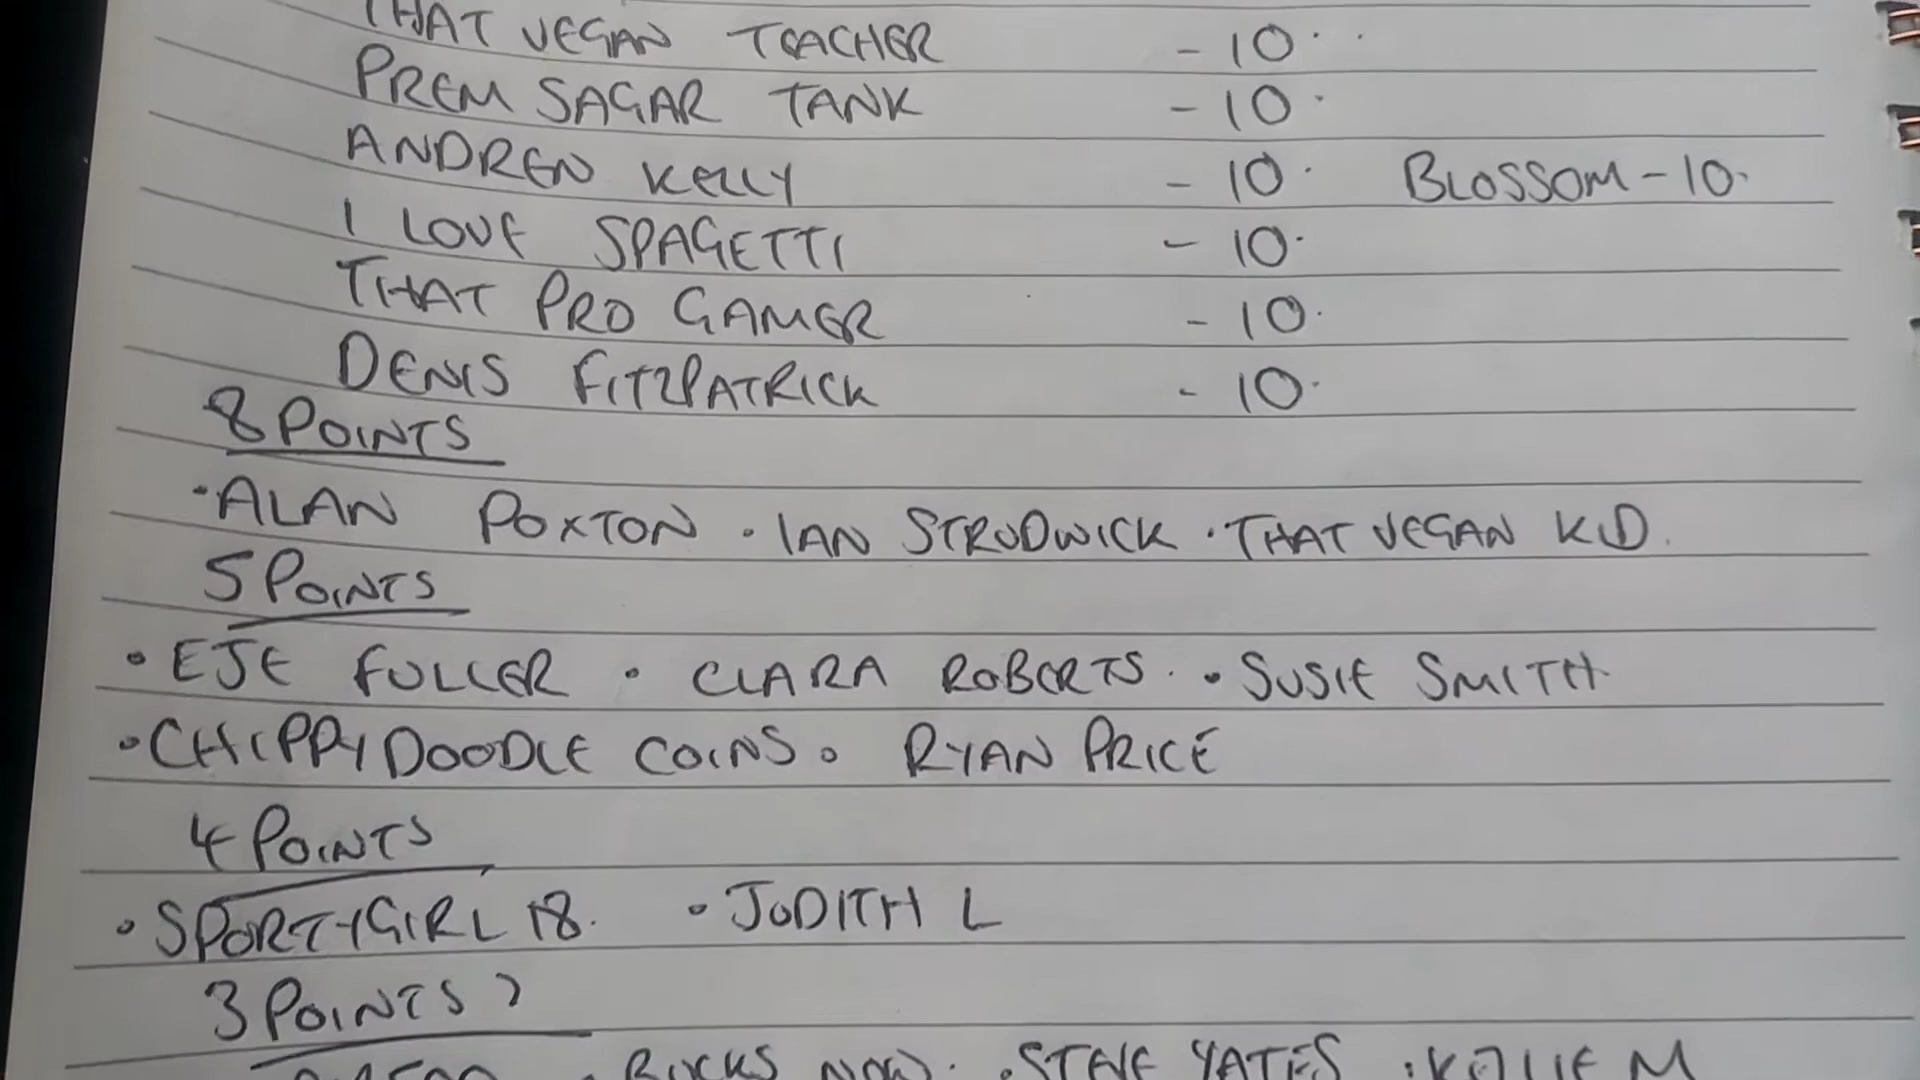 THAT VEGAN TEACHER - 10.
PREM SAGAR TANK - 10.
ANDREW KELLY - 10. BLOSSOM - 10.
I LOVE SPAGETTI - 10.
THAT PRO GAMER - 10.
DENIS FITZPATRICK - 10.
8 POINTS
• ALAN POXTON • IAN STRUDWICK • THAT VEGAN KID.
5 POINTS
• EJE FULLER • CLARA ROBERTS. • SUSIE SMITH.
• CHIPPYDOODLE COINS • RYAN PRICE
4 POINTS
• SPORTYGIRL 18. • JUDITH L
3 POINTS
• STEVE YATES • KYLIE M